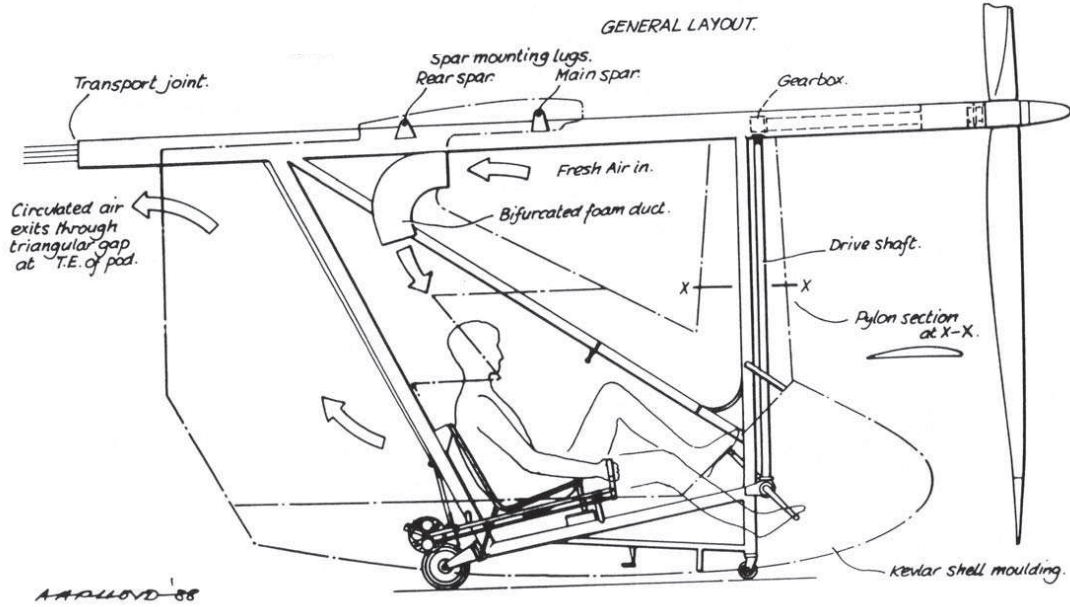 GENERAL LAYOUT.
Spar mounting lugs.
Rear spar.
Main spar.
Transport joint.
Gearbox.
Fresh Air in.
Circulated air
exits through
triangular gap
at T.E. of pod.
Bifurcated foam duct.
Drive shaft.
X
X
Pylon section
at X-X.
Kevlar shell moulding.
'88